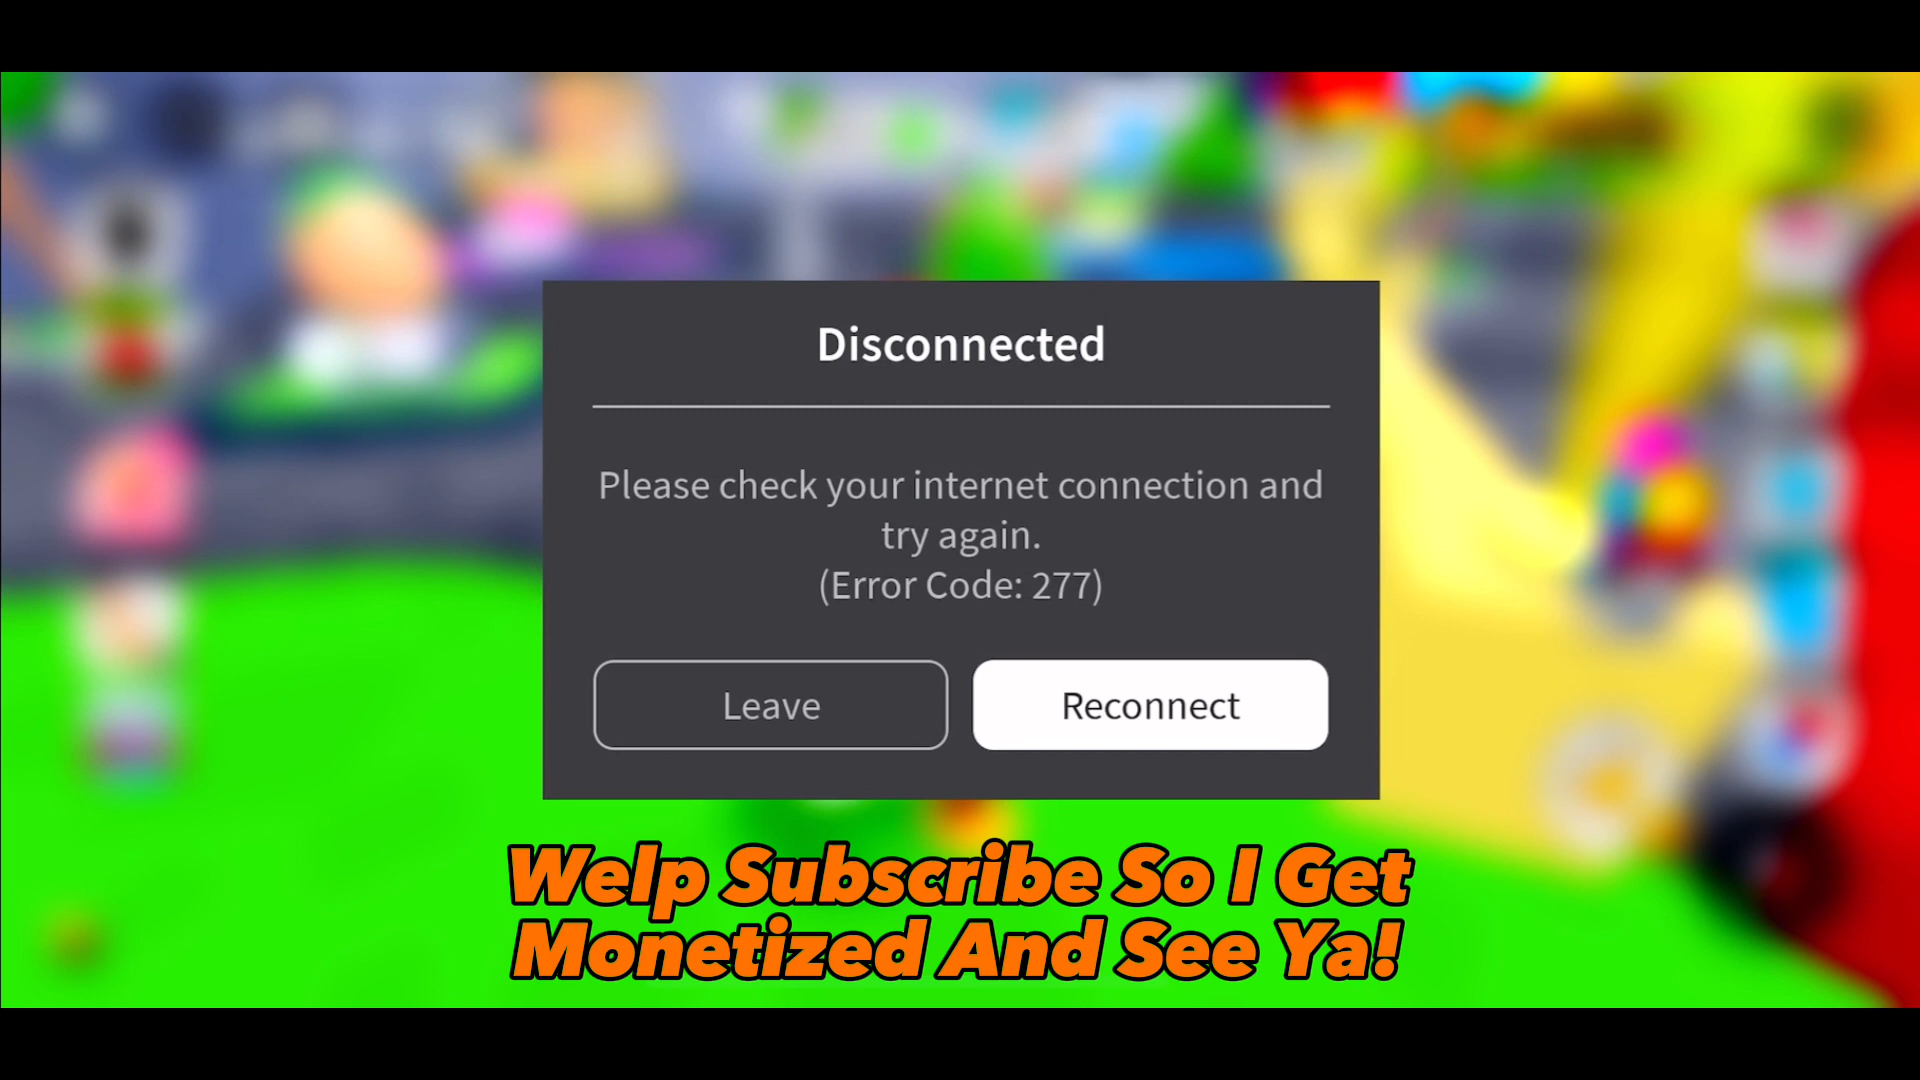 Disconnected
Please check your internet connection and
try again.
(Error Code: 277)
Leave
Reconnect
Welp Subscribe So I Get
Monetized And See Ya!